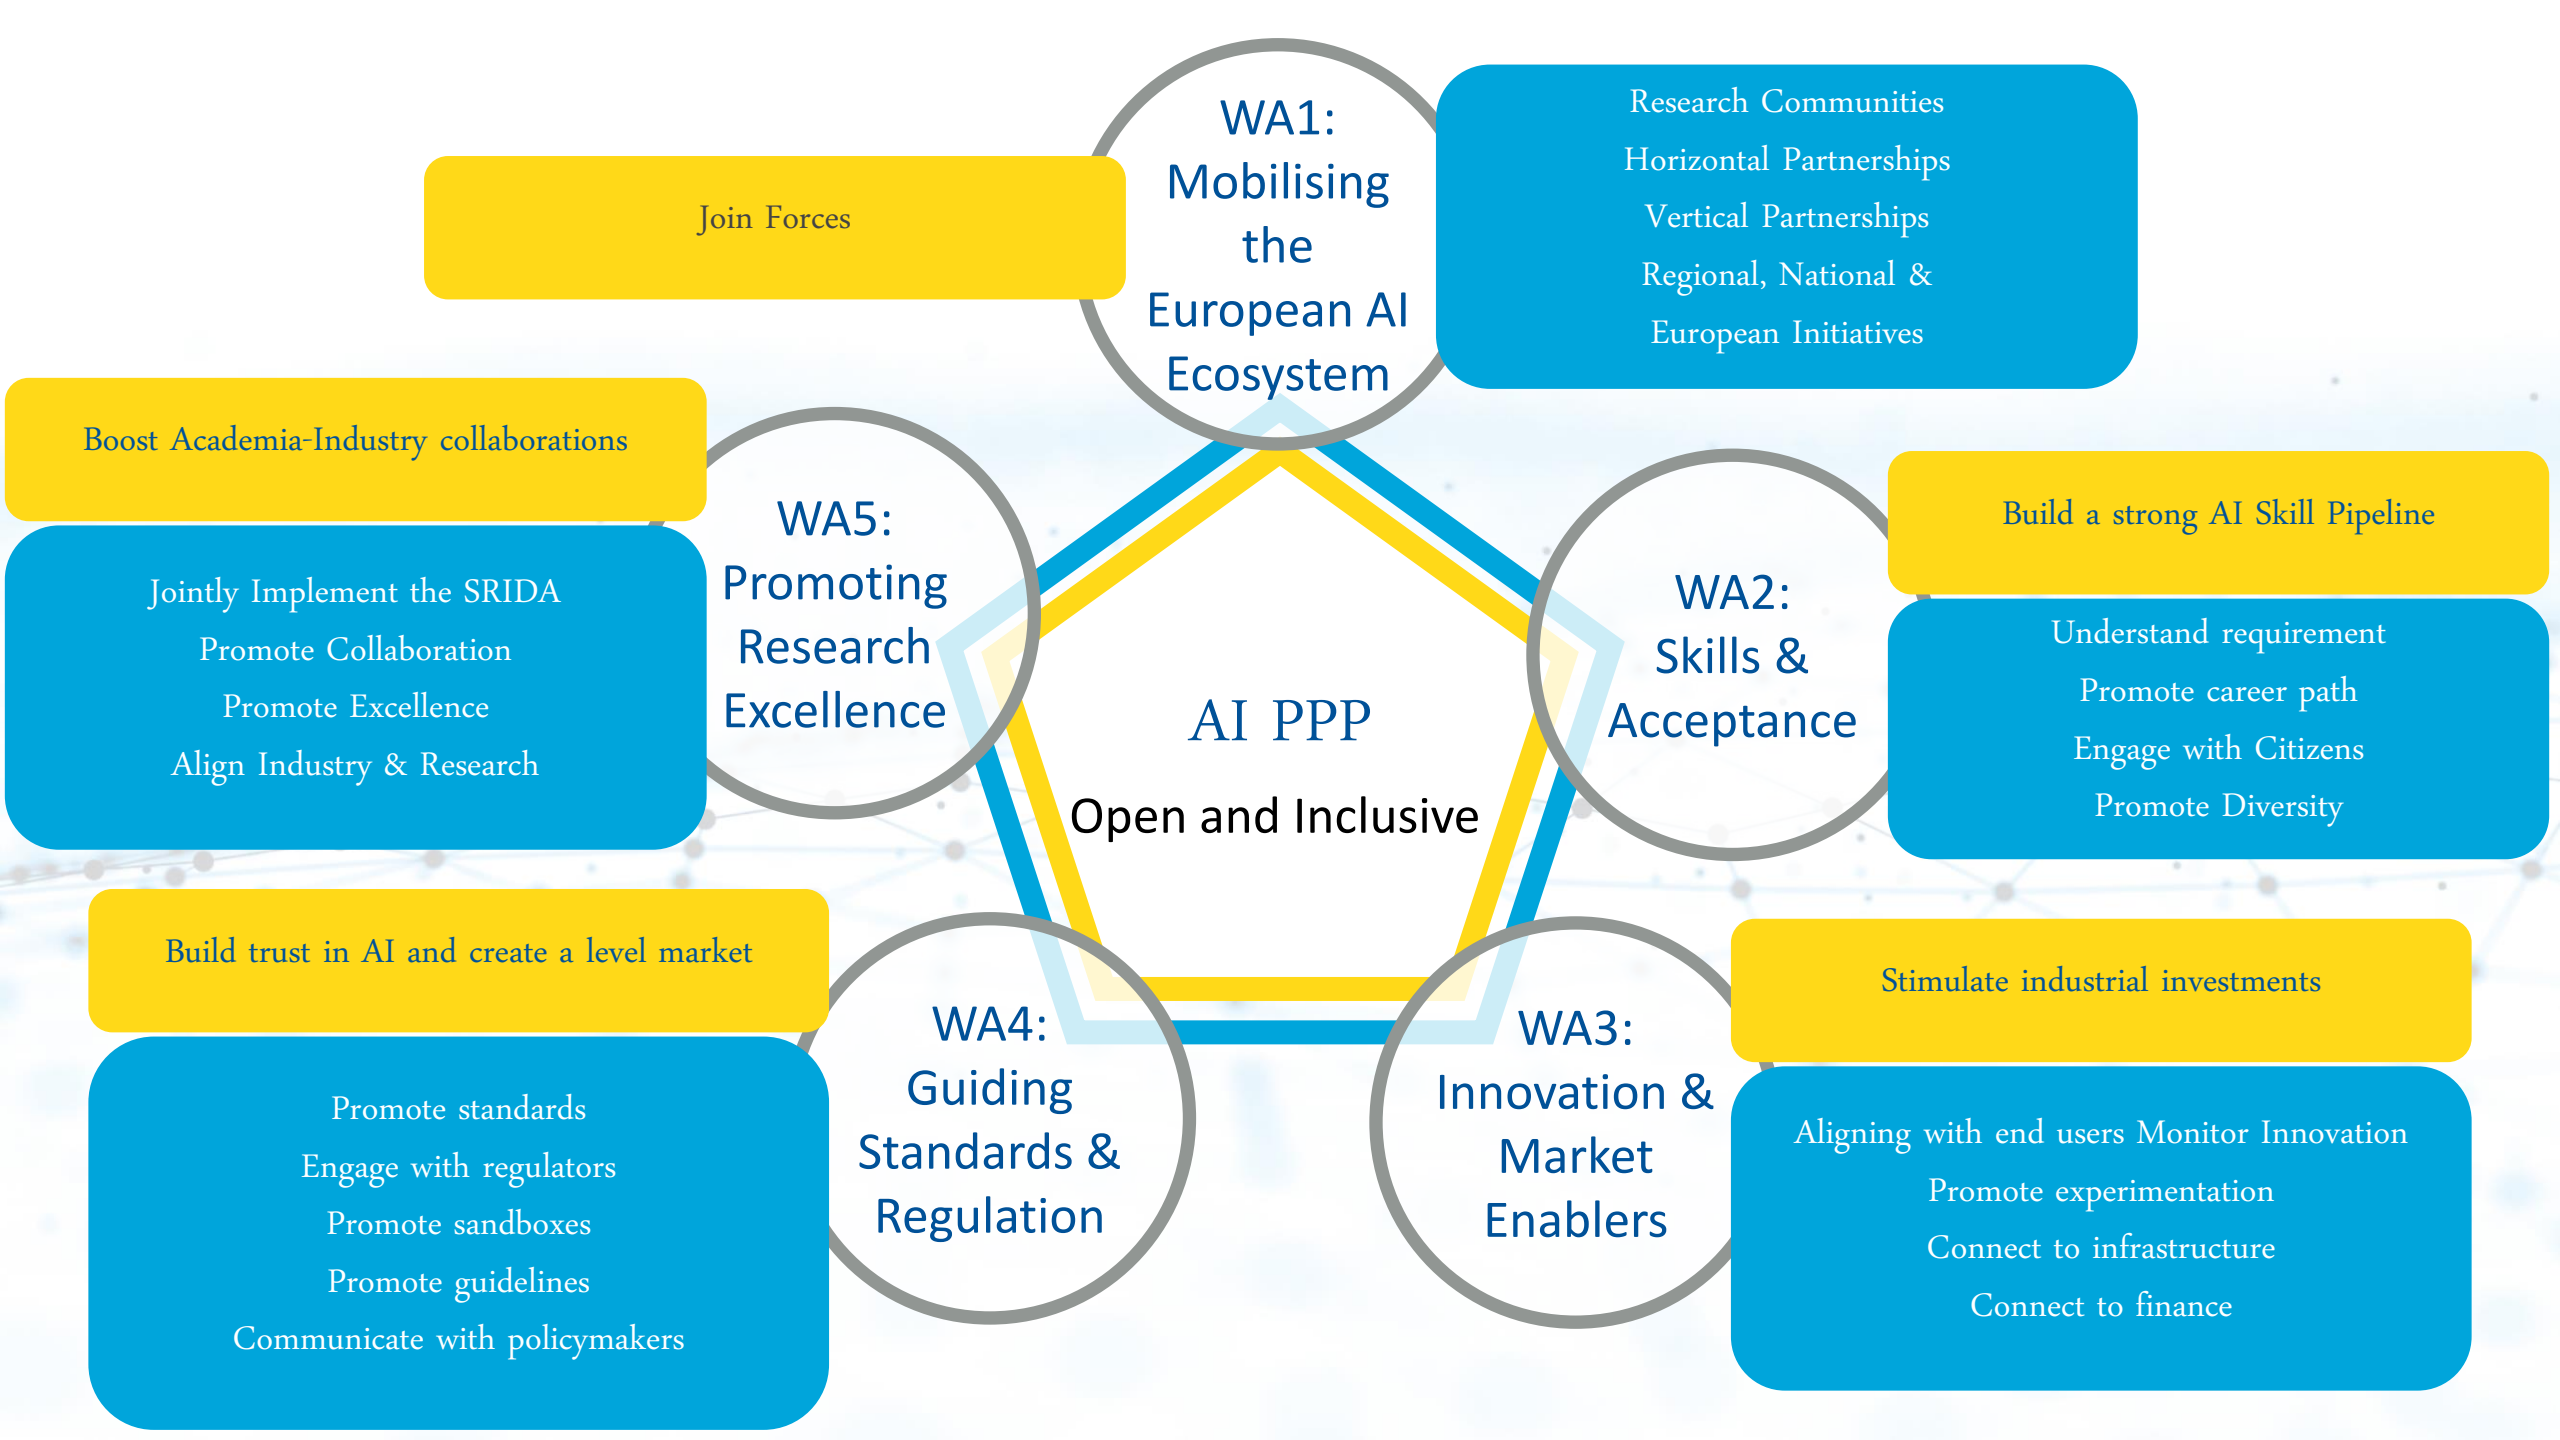 WA1:
Mobilising
the
European AI
Ecosystem
Join Forces
Research Communities
Horizontal Partnerships
Vertical Partnerships
Regional, National &
European Initiatives
WA2:
Skills &
Acceptance
Build a strong AI Skill Pipeline
Understand requirement
Promote career path
Engage with Citizens
Promote Diversity
WA3:
Innovation &
Market
Enablers
Stimulate industrial investments
Aligning with end users Monitor Innovation
Promote experimentation
Connect to infrastructure
Connect to finance
WA4:
Guiding
Standards &
Regulation
Build trust in AI and create a level market
Promote standards
Engage with regulators
Promote sandboxes
Promote guidelines
Communicate with policymakers
WA5:
Promoting
Research
Excellence
Boost Academia-Industry collaborations
Jointly Implement the SRIDA
Promote Collaboration
Promote Excellence
Align Industry & Research
AI PPP
Open and Inclusive